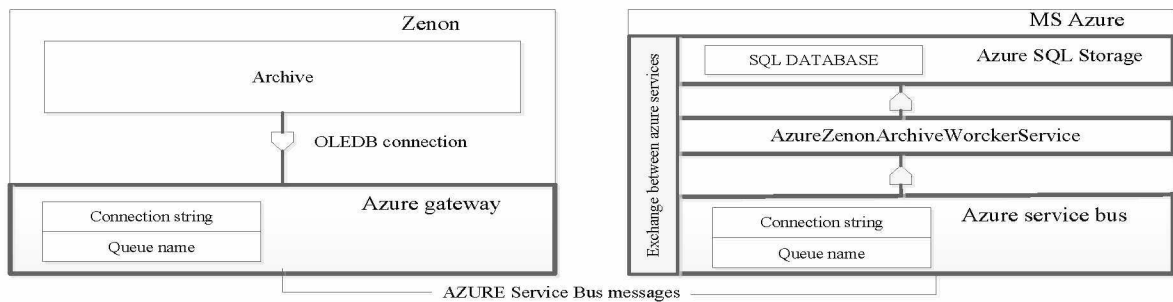 Zenon
Archive
OLEDB connection
Azure gateway
Connection string
Queue name
MS Azure
Exchange between azure services
SQL DATABASE
Azure SQL Storage
AzureZenonArchiveWorckerService
Azure service bus
Connection string
Queue name
AZURE Service Bus messages